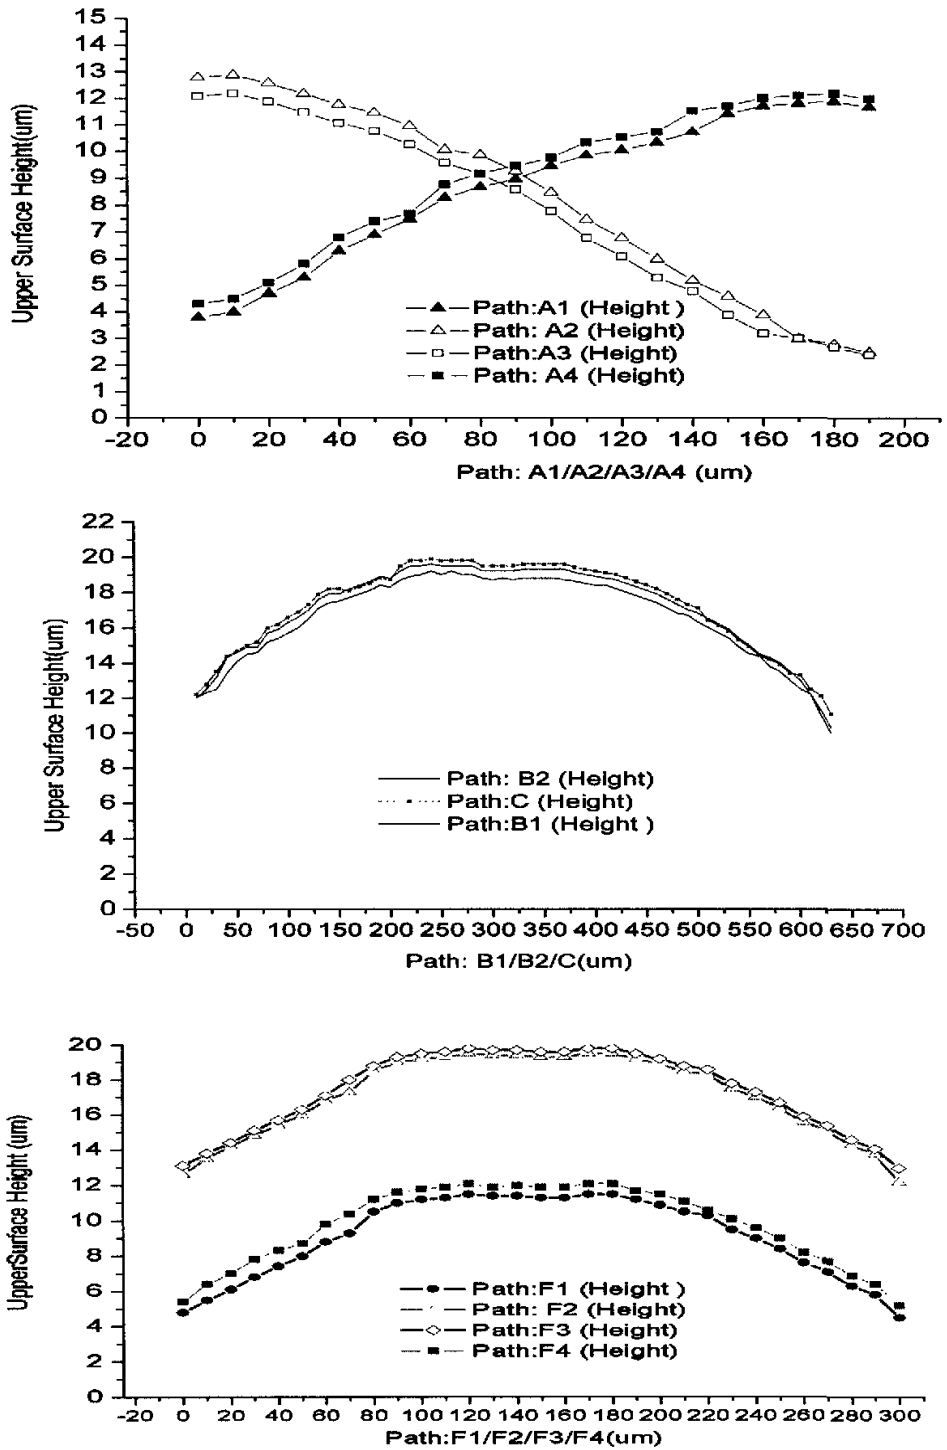 15
14
13
12
11
10
9
8
7
6
5
4
3
2
1
0
Upper Surface Height(um)
Path:A1 (Height )
Path: A2 (Height)
Path:A3 (Height)
Path: A4 (Height)
-20 0 20 40 60 80 100 120 140 160 180 200
Path: A1/A2/A3/A4 (um)
22
20
18
16
14
12
10
8
6
4
2
0
Upper Surface Height(um)
Path: B2 (Height)
Path:C (Height)
Path:B1 (Height )
-50 0 50 100 150 200 250 300 350 400 450 500 550 600 650 700
Path: B1/B2/C(um)
20
18
16
14
12
10
8
6
4
2
0
UpperSurface Height (um)
Path:F1 (Height )
Path: F2 (Height)
Path:F3 (Height)
Path:F4 (Height)
-20 0 20 40 60 80 100 120 140 160 180 200 220 240 260 280 300
Path:F1/F2/F3/F4(um)